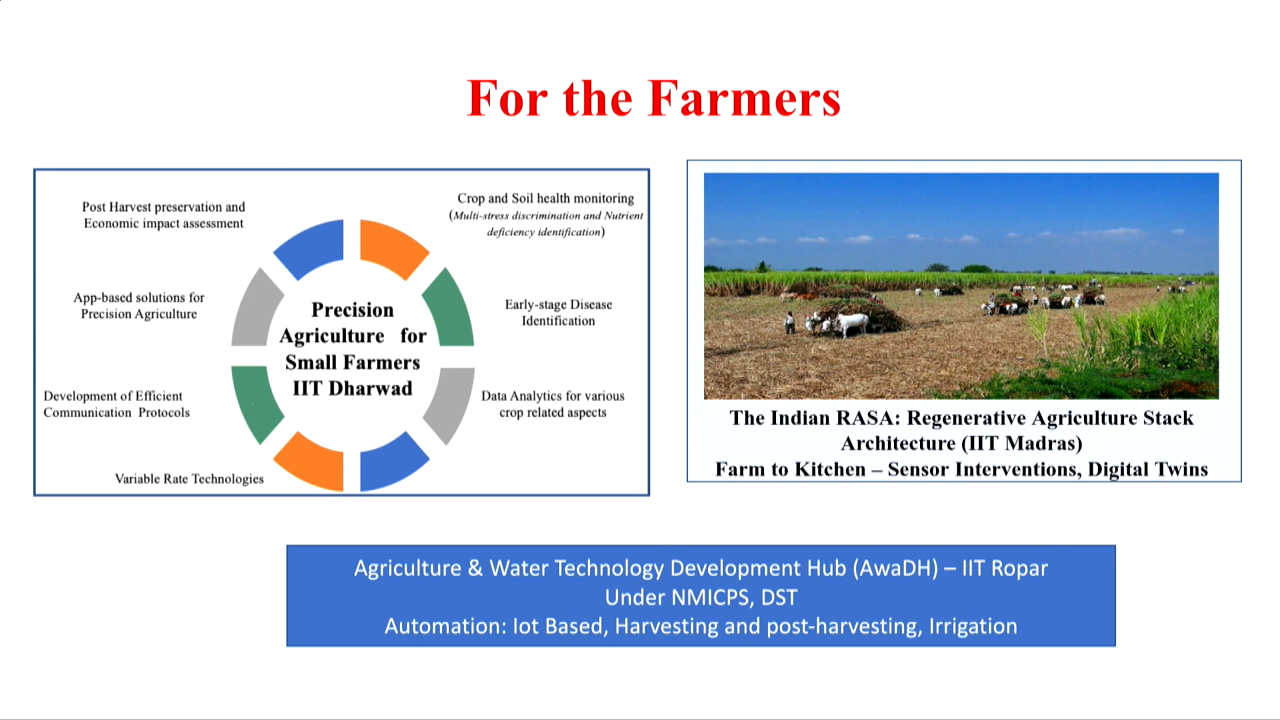 For the Farmers
Post Harvest preservation and
Economic impact assessment
Crop and Soil health monitoring
(Multi-stress discrimination and Nutrient
deficiency identification)
App-based solutions for
Precision Agriculture
Early-stage Disease
Identification
Precision
Agriculture for
Small Farmers
IIT Dharwad
Development of Efficient
Communication Protocols
Data Analytics for various
crop related aspects
Variable Rate Technologies
The Indian RASA: Regenerative Agriculture Stack
Architecture (IIT Madras)
Farm to Kitchen – Sensor Interventions, Digital Twins
Agriculture & Water Technology Development Hub (AwaDH) – IIT Ropar
Under NMICPS, DST
Automation: Iot Based, Harvesting and post-harvesting, Irrigation